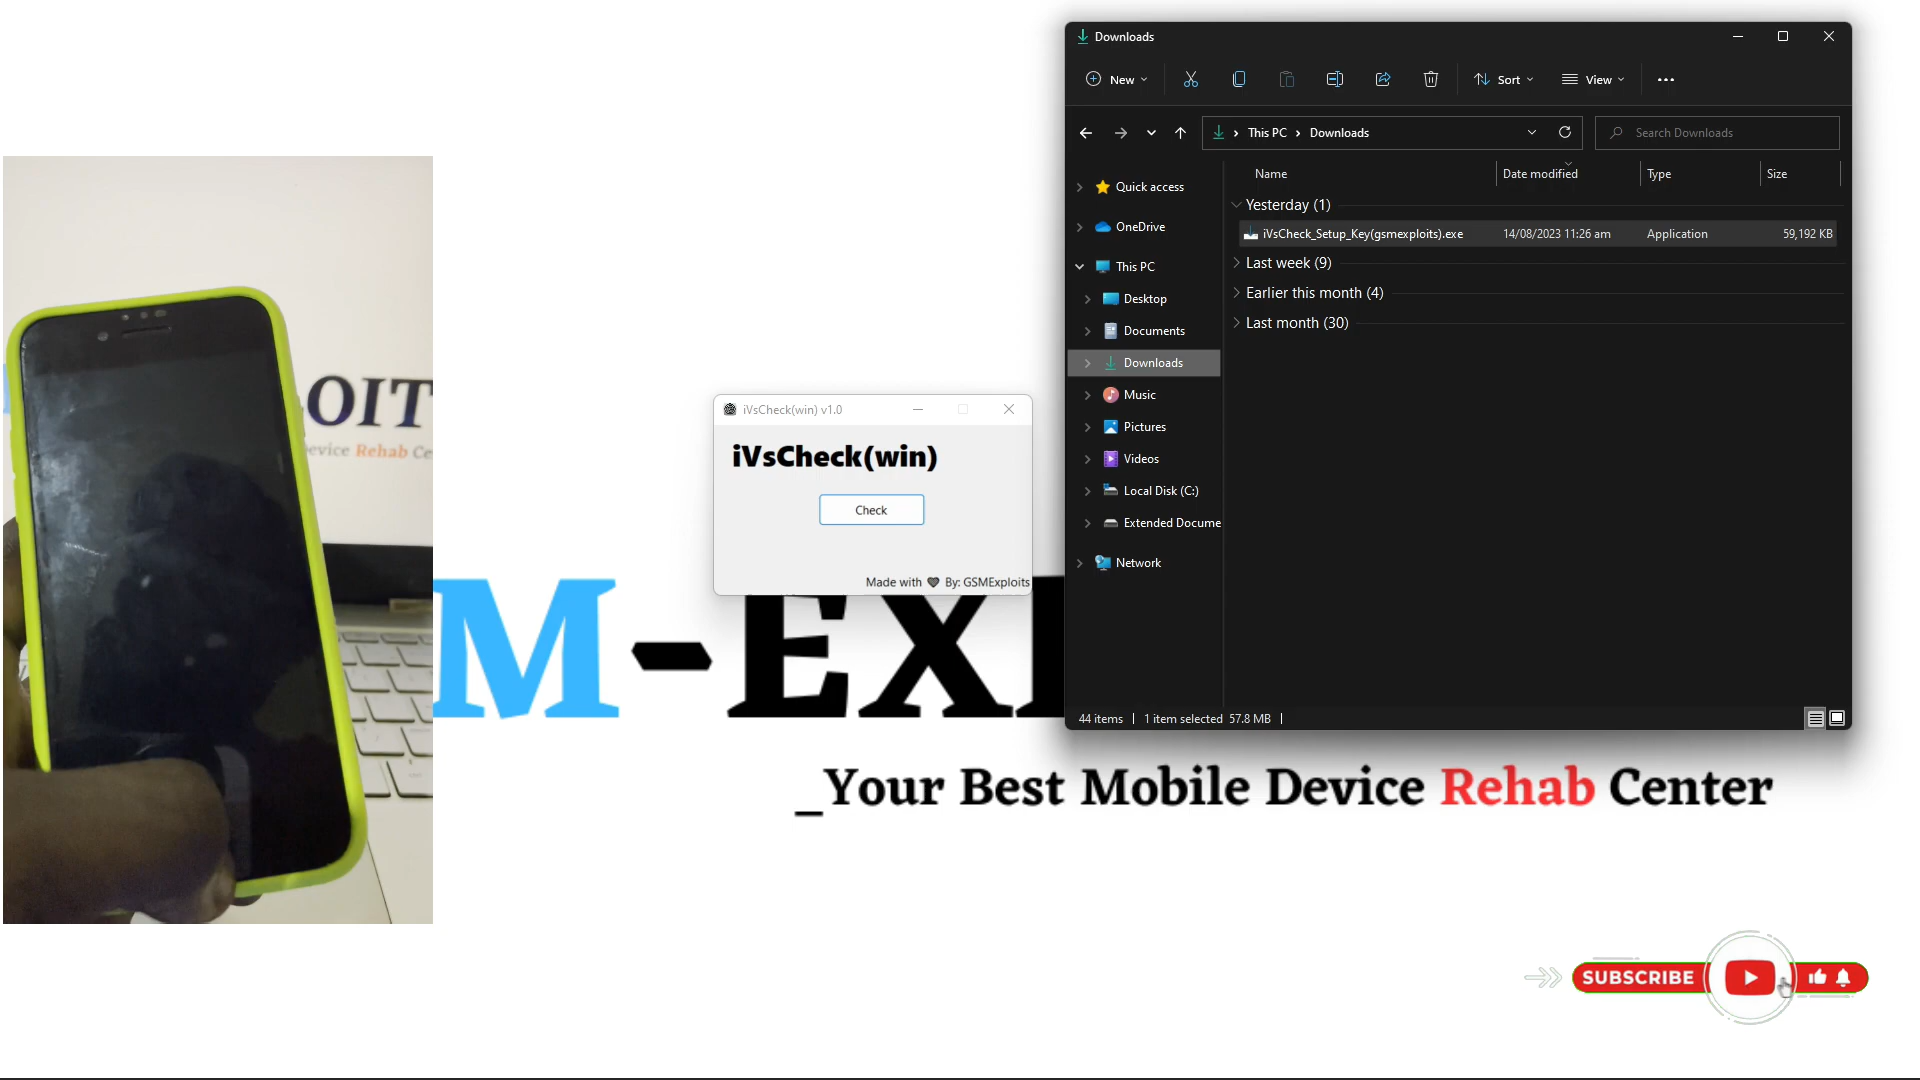 Downloads
New
Sort
View
This PC
Downloads
Search Downloads
Name
Date modified
Type
Size
Quick access
OneDrive
This PC
Desktop
Documents
Downloads
Music
Pictures
Videos
Local Disk (C:)
Extended Docume
Network
Yesterday (1)
iVsCheck_Setup_Key(gsmexploits).exe 14/08/2023 11:26 am Application 59,192 KB
Last week (9)
Earlier this month (4)
Last month (30)
44 items 1 item selected 57.8 MB
iVsCheck(win) v1.0
iVsCheck(win)
Check
Made with 🖤 By: GSMExploits
OIT
evice Rehab Ce
M-EX
_Your Best Mobile Device Rehab Center
SUBSCRIBE